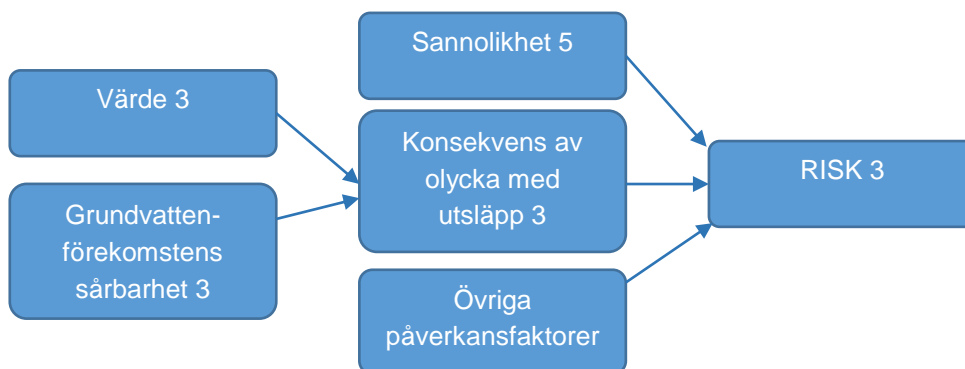 Värde 3
Grundvatten-
förekomstens
sårbarhet 3
Sannolikhet 5
Konsekvens av
olycka med
utsläpp 3
Övriga
påverkansfaktorer
RISK 3